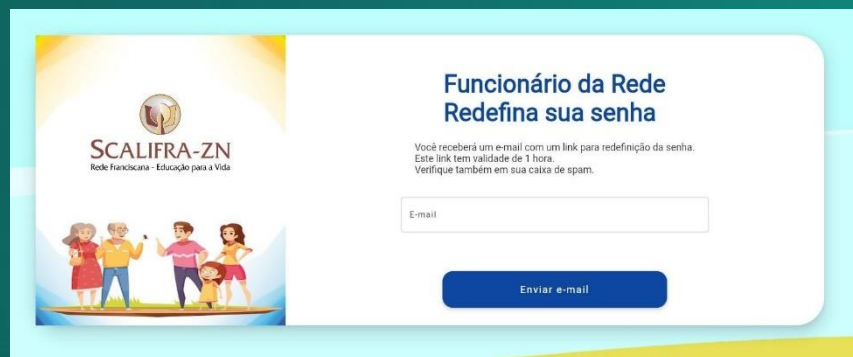 SCALIFRA-ZN
Rede Franciscana - Educação para a Vida
Funcionário da Rede
Redefina sua senha
Você receberá um e-mail com um link para redefinição da senha.
Este link tem validade de 1 hora.
Verifique também em sua caixa de spam.
E-mail
Enviar e-mail